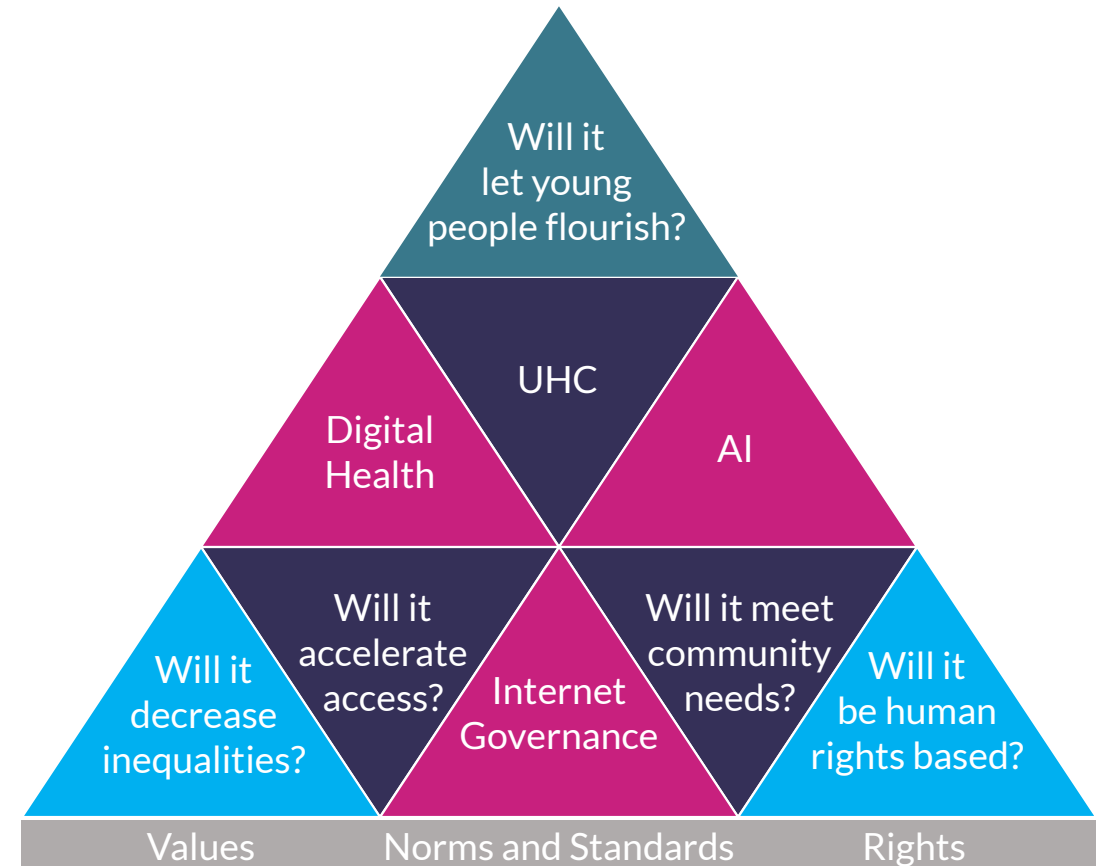 Will it
let young
people flourish?
UHC
Digital
Health
AI
Will it
decrease
inequalities?
Will it
accelerate
access?
Internet
Governance
Will it meet
community
needs?
Will it
be human
rights based?
Values
Norms and Standards
Rights